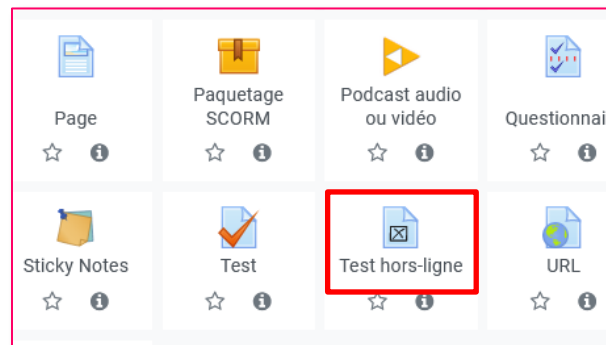 Page
Paquetage
SCORM
Podcast audio
ou vidéo
Questionnai
Sticky Notes
Test
Test hors-ligne
URL